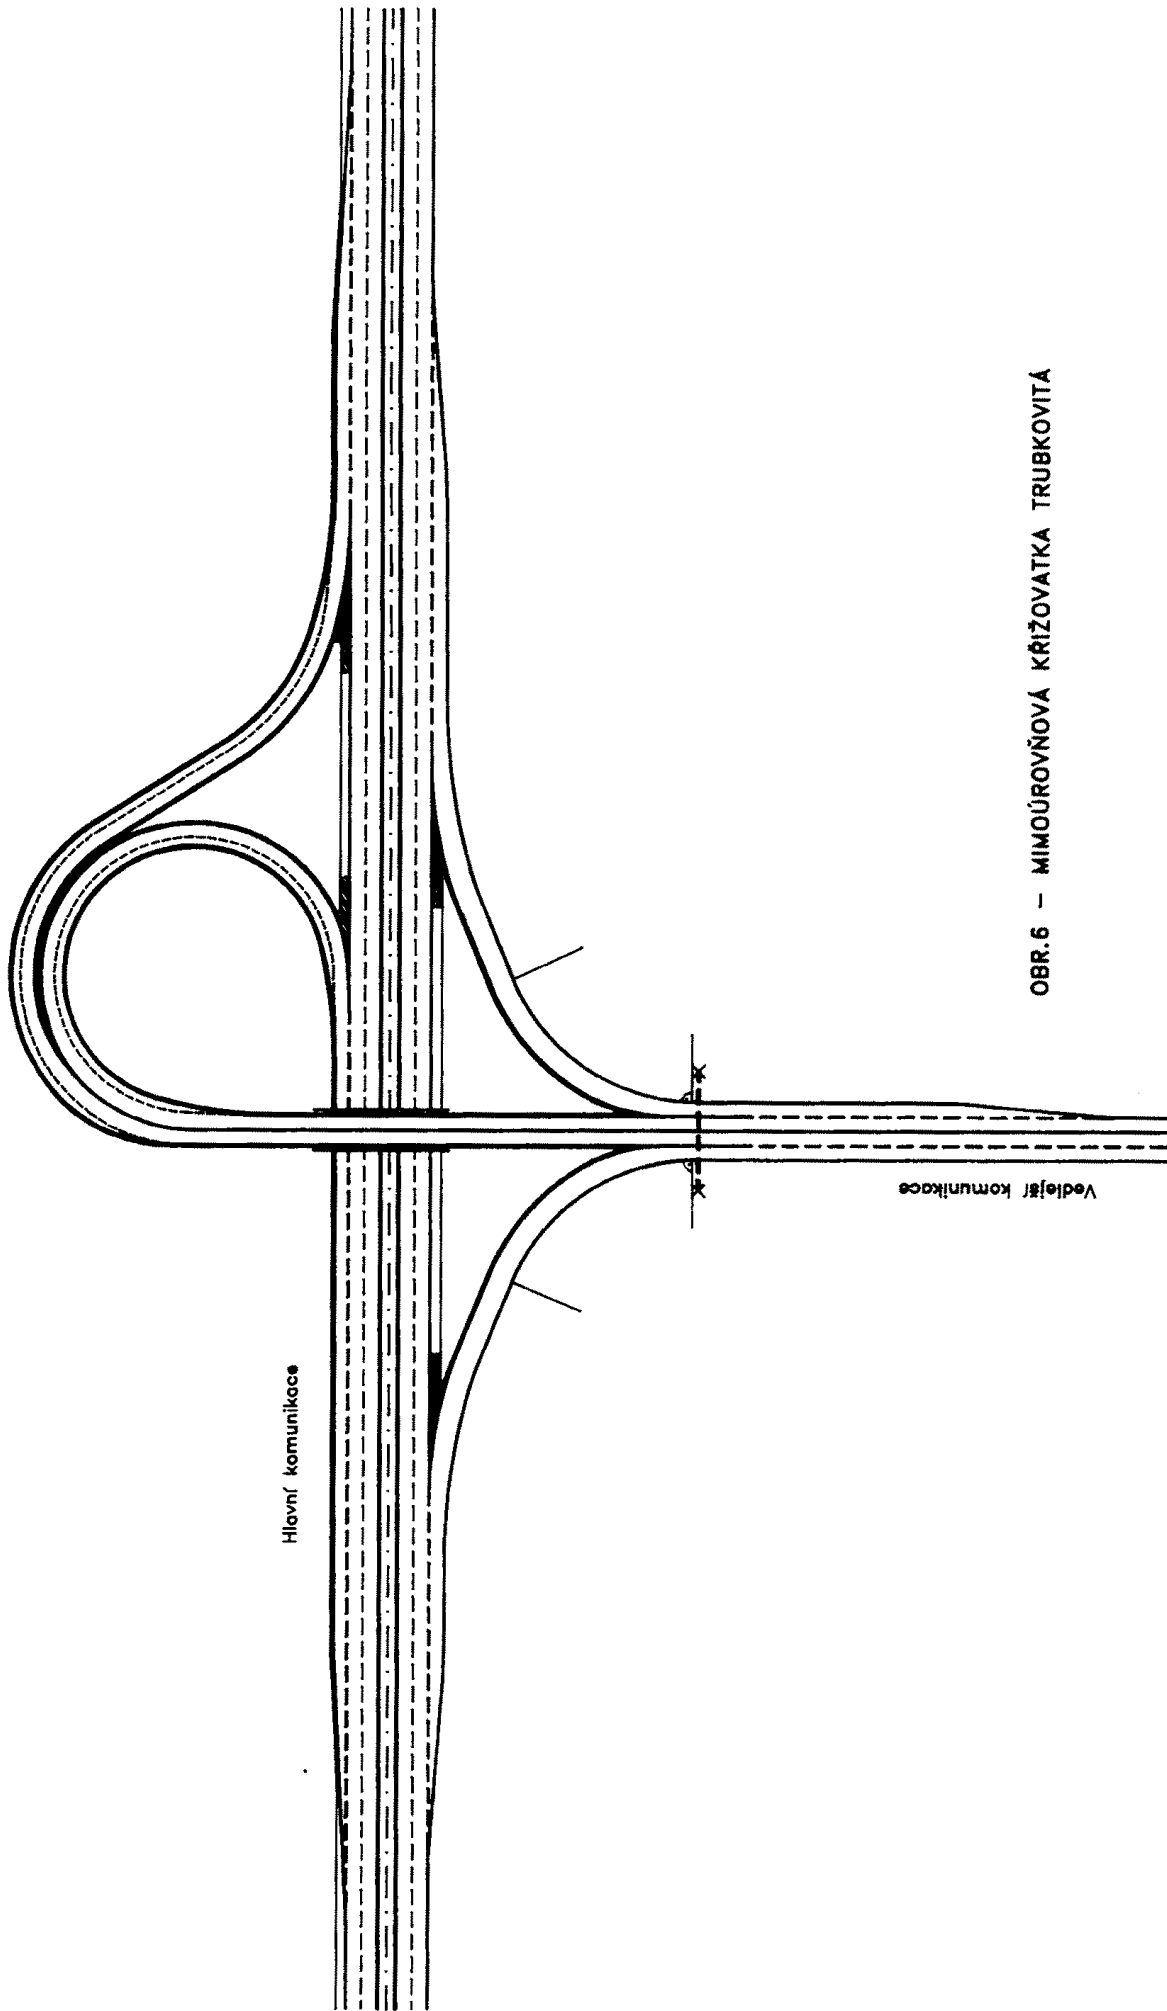 Hlavní komunikace
Vedlejší komunikace
OBR.6 - MIMOÚROVŇOVÁ KŘIŽOVATKA TRUBKOVITÁ